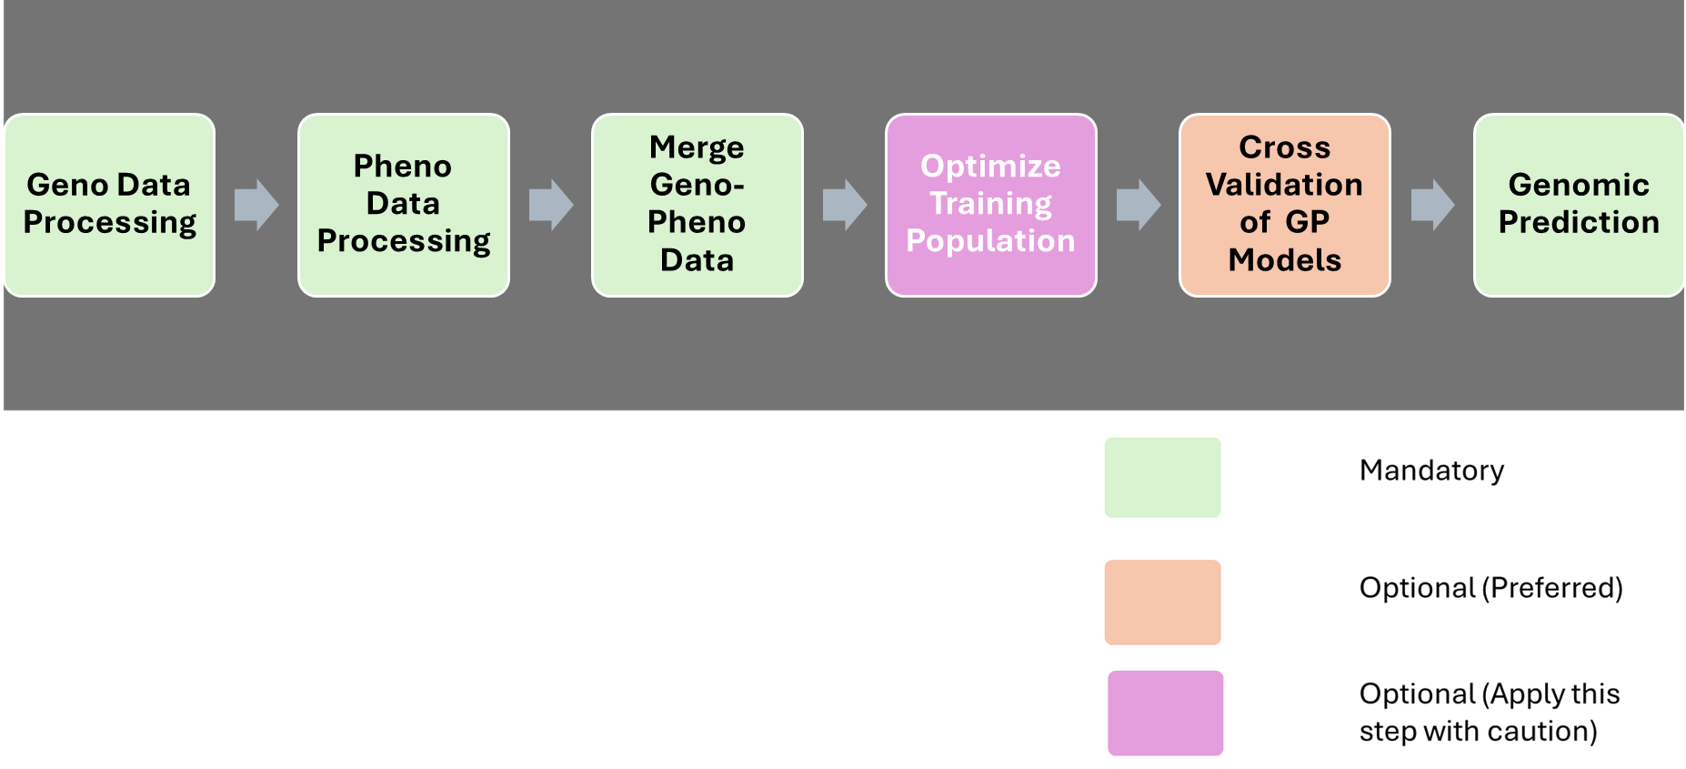 Geno Data
Processing
Pheno
Data
Processing
Merge
Geno-
Pheno
Data
Optimize
Training
Population
Cross
Validation
of GP
Models
Genomic
Prediction
Mandatory
Optional (Preferred)
Optional (Apply this
step with caution)